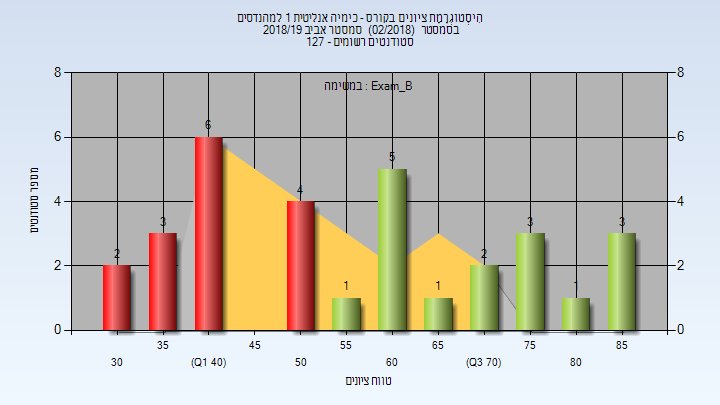 הִיסְטוֹגְרָמַת ציונים בקורס - כימיה אנליטית 1 למהנדסים
בסמסטר (02/2018) סמסטר אביב 2018/19
סטודנטים רשומים - 127
במשימה : Exam_B
מספר סטודנטים
8 8
6 6
4 4
2 2
0 0
2 3 6 4 1 5 1 2 3 1 3
35 45 55 65 75 85
30 (Q1 40) 50 60 (Q3 70) 80
טווח ציונים